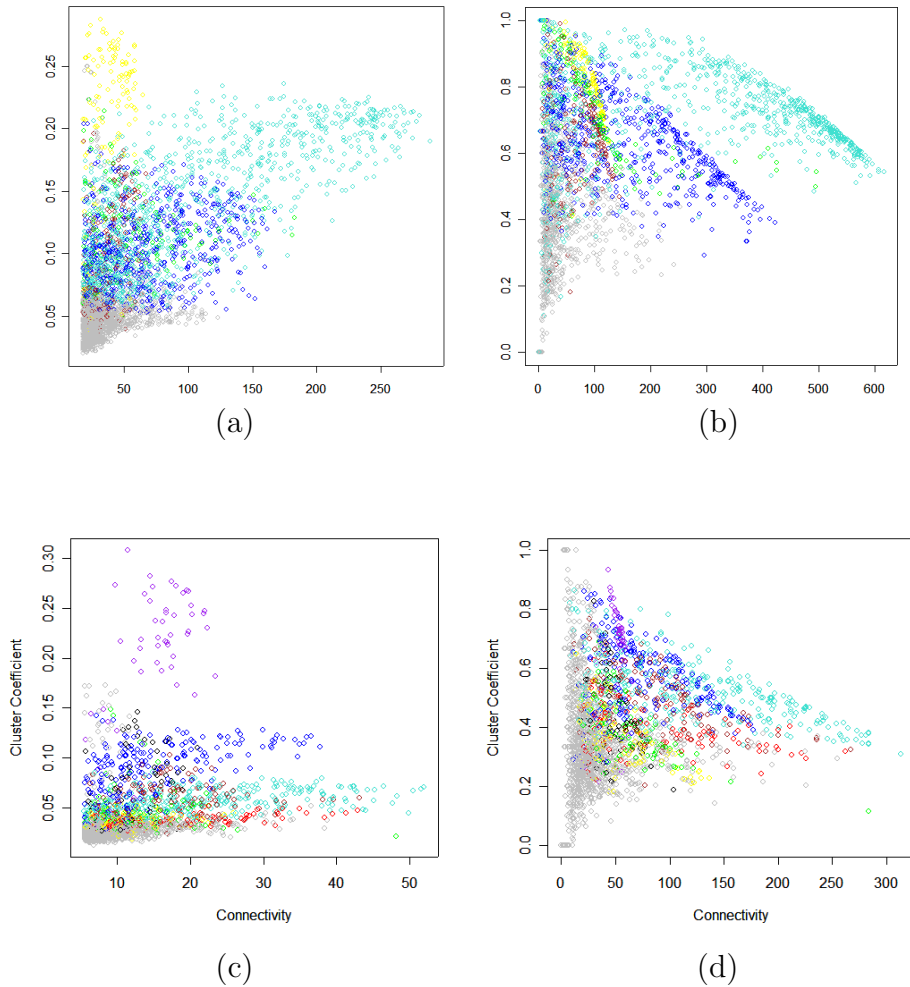 0.05 0.10 0.15 0.20 0.25
50 100 150 200 250
(a)
0.0 0.2 0.4 0.6 0.8 1.0
0 100 200 300 400 500 600
(b)
Cluster Coefficient
0.05 0.10 0.15 0.20 0.25 0.30
10 20 30 40 50
Connectivity
(c)
Cluster Coefficient
0.0 0.2 0.4 0.6 0.8 1.0
0 50 100 150 200 250 300
Connectivity
(d)